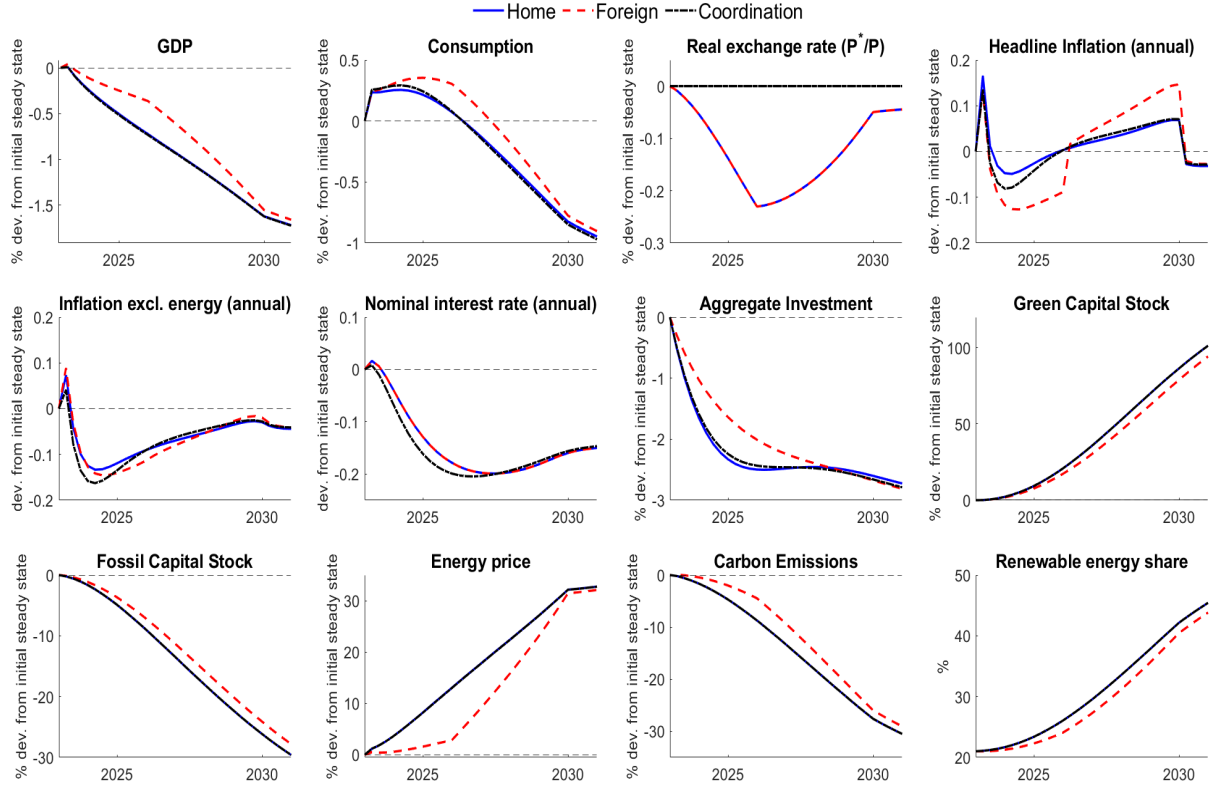 Home Foreign Coordination
GDP
% dev. from initial steady state
0
-0.5
-1
-1.5
2025 2030
Consumption
% dev. from initial steady state
0.5
0
-0.5
-1
2025 2030
Real exchange rate (P*/P)
% dev. from initial steady state
0
-0.1
-0.2
-0.3
2025 2030
Headline Inflation (annual)
dev. from initial steady state
0.2
0.1
0
-0.1
-0.2
2025 2030
Inflation excl. energy (annual)
dev. from initial steady state
0.2
0.1
0
-0.1
-0.2
2025 2030
Nominal interest rate (annual)
dev. from initial steady state
0.1
0
-0.1
-0.2
2025 2030
Aggregate Investment
% dev. from initial steady state
0
-1
-2
-3
2025 2030
Green Capital Stock
% dev. from initial steady state
100
50
0
2025 2030
Fossil Capital Stock
% dev. from initial steady state
0
-10
-20
-30
2025 2030
Energy price
% dev. from initial steady state
30
20
10
0
2025 2030
Carbon Emissions
% dev. from initial steady state
0
-10
-20
-30
2025 2030
Renewable energy share
%
50
40
30
20
2025 2030